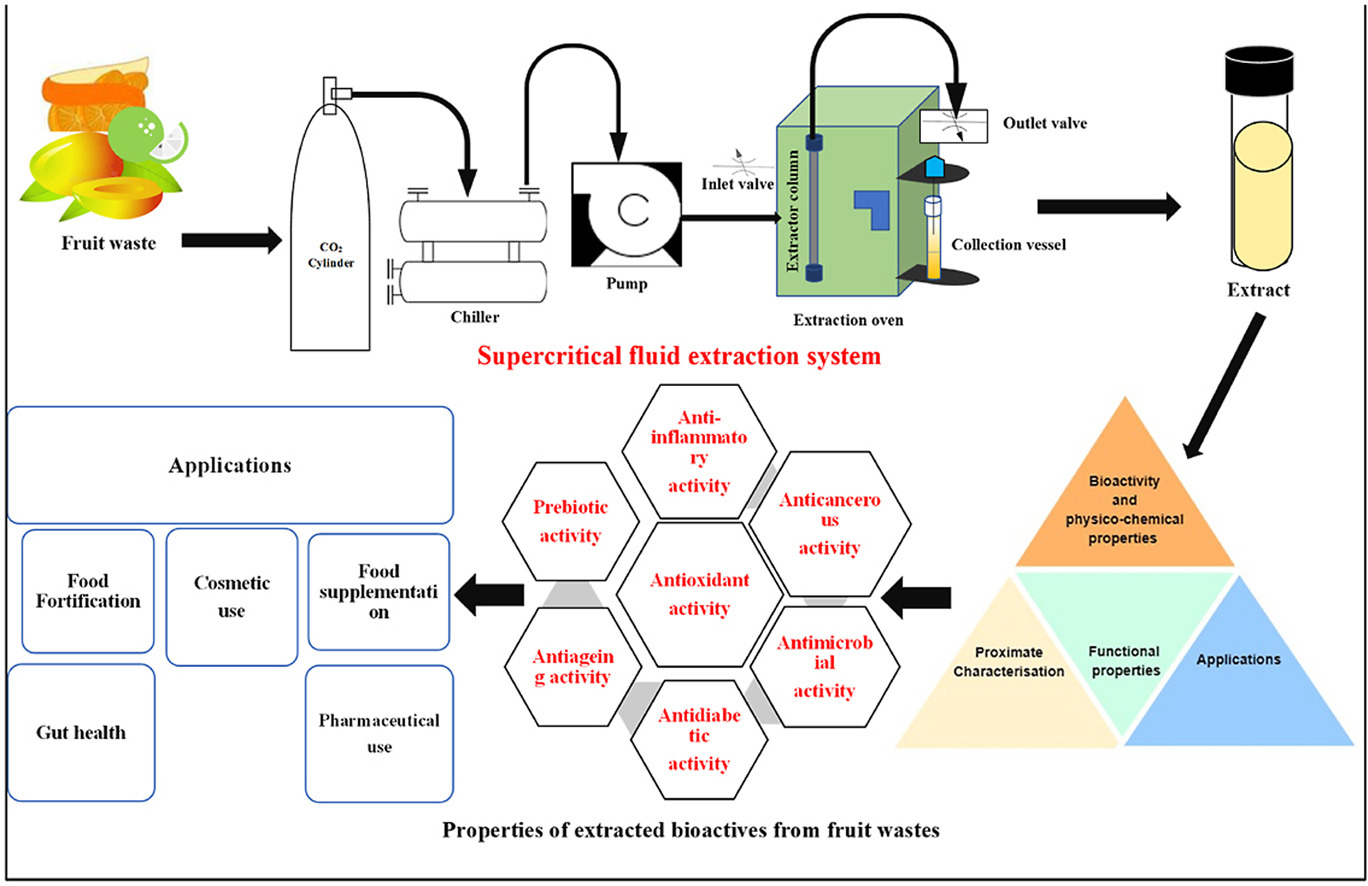 Fruit waste
CO₂
Cylinder
Chiller
Pump
Inlet valve
Extractor column
Outlet valve
Collection vessel
Extraction oven
Extract
Supercritical fluid extraction system
Bioactivity
and
physico-chemical
properties
Proximate
Characterisation
Functional
properties
Applications
Anti-
inflammato
ry
activity
Anticancero
us
activity
Prebiotic
activity
Antioxidant
activity
Antimicrob
ial
activity
Antiagein
g activity
Antidiabe
tic
activity
Applications
Food
Fortification
Cosmetic
use
Food
supplementati
on
Gut health
Pharmaceutical
use
Properties of extracted bioactives from fruit wastes